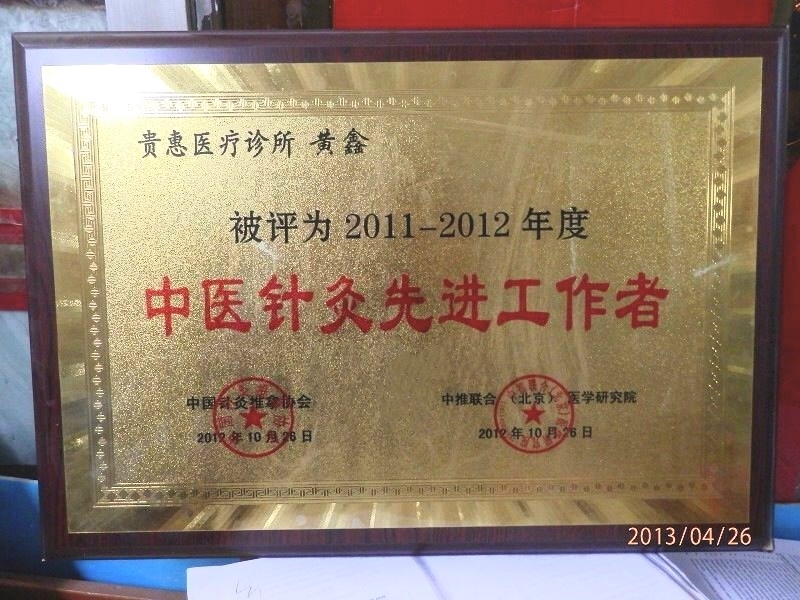 贵惠医疗诊所 黄鑫
被评为 2011-2012 年度
中医针灸先进工作者
中国针灸推拿协会
2012 年 10 月 26 日
中推联合（北京）医学研究院
2012 年 10 月 26 日
2013/04/26